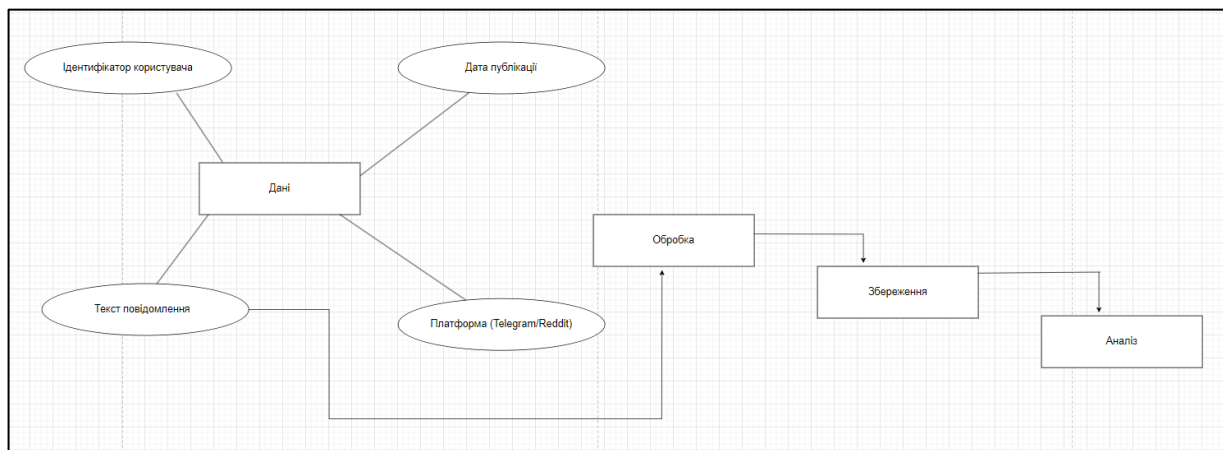 Ідентифікатор користувача
Дата публікації
Дані
Обробка
Збереження
Текст повідомлення
Платформа (Telegram/Reddit)
Аналіз